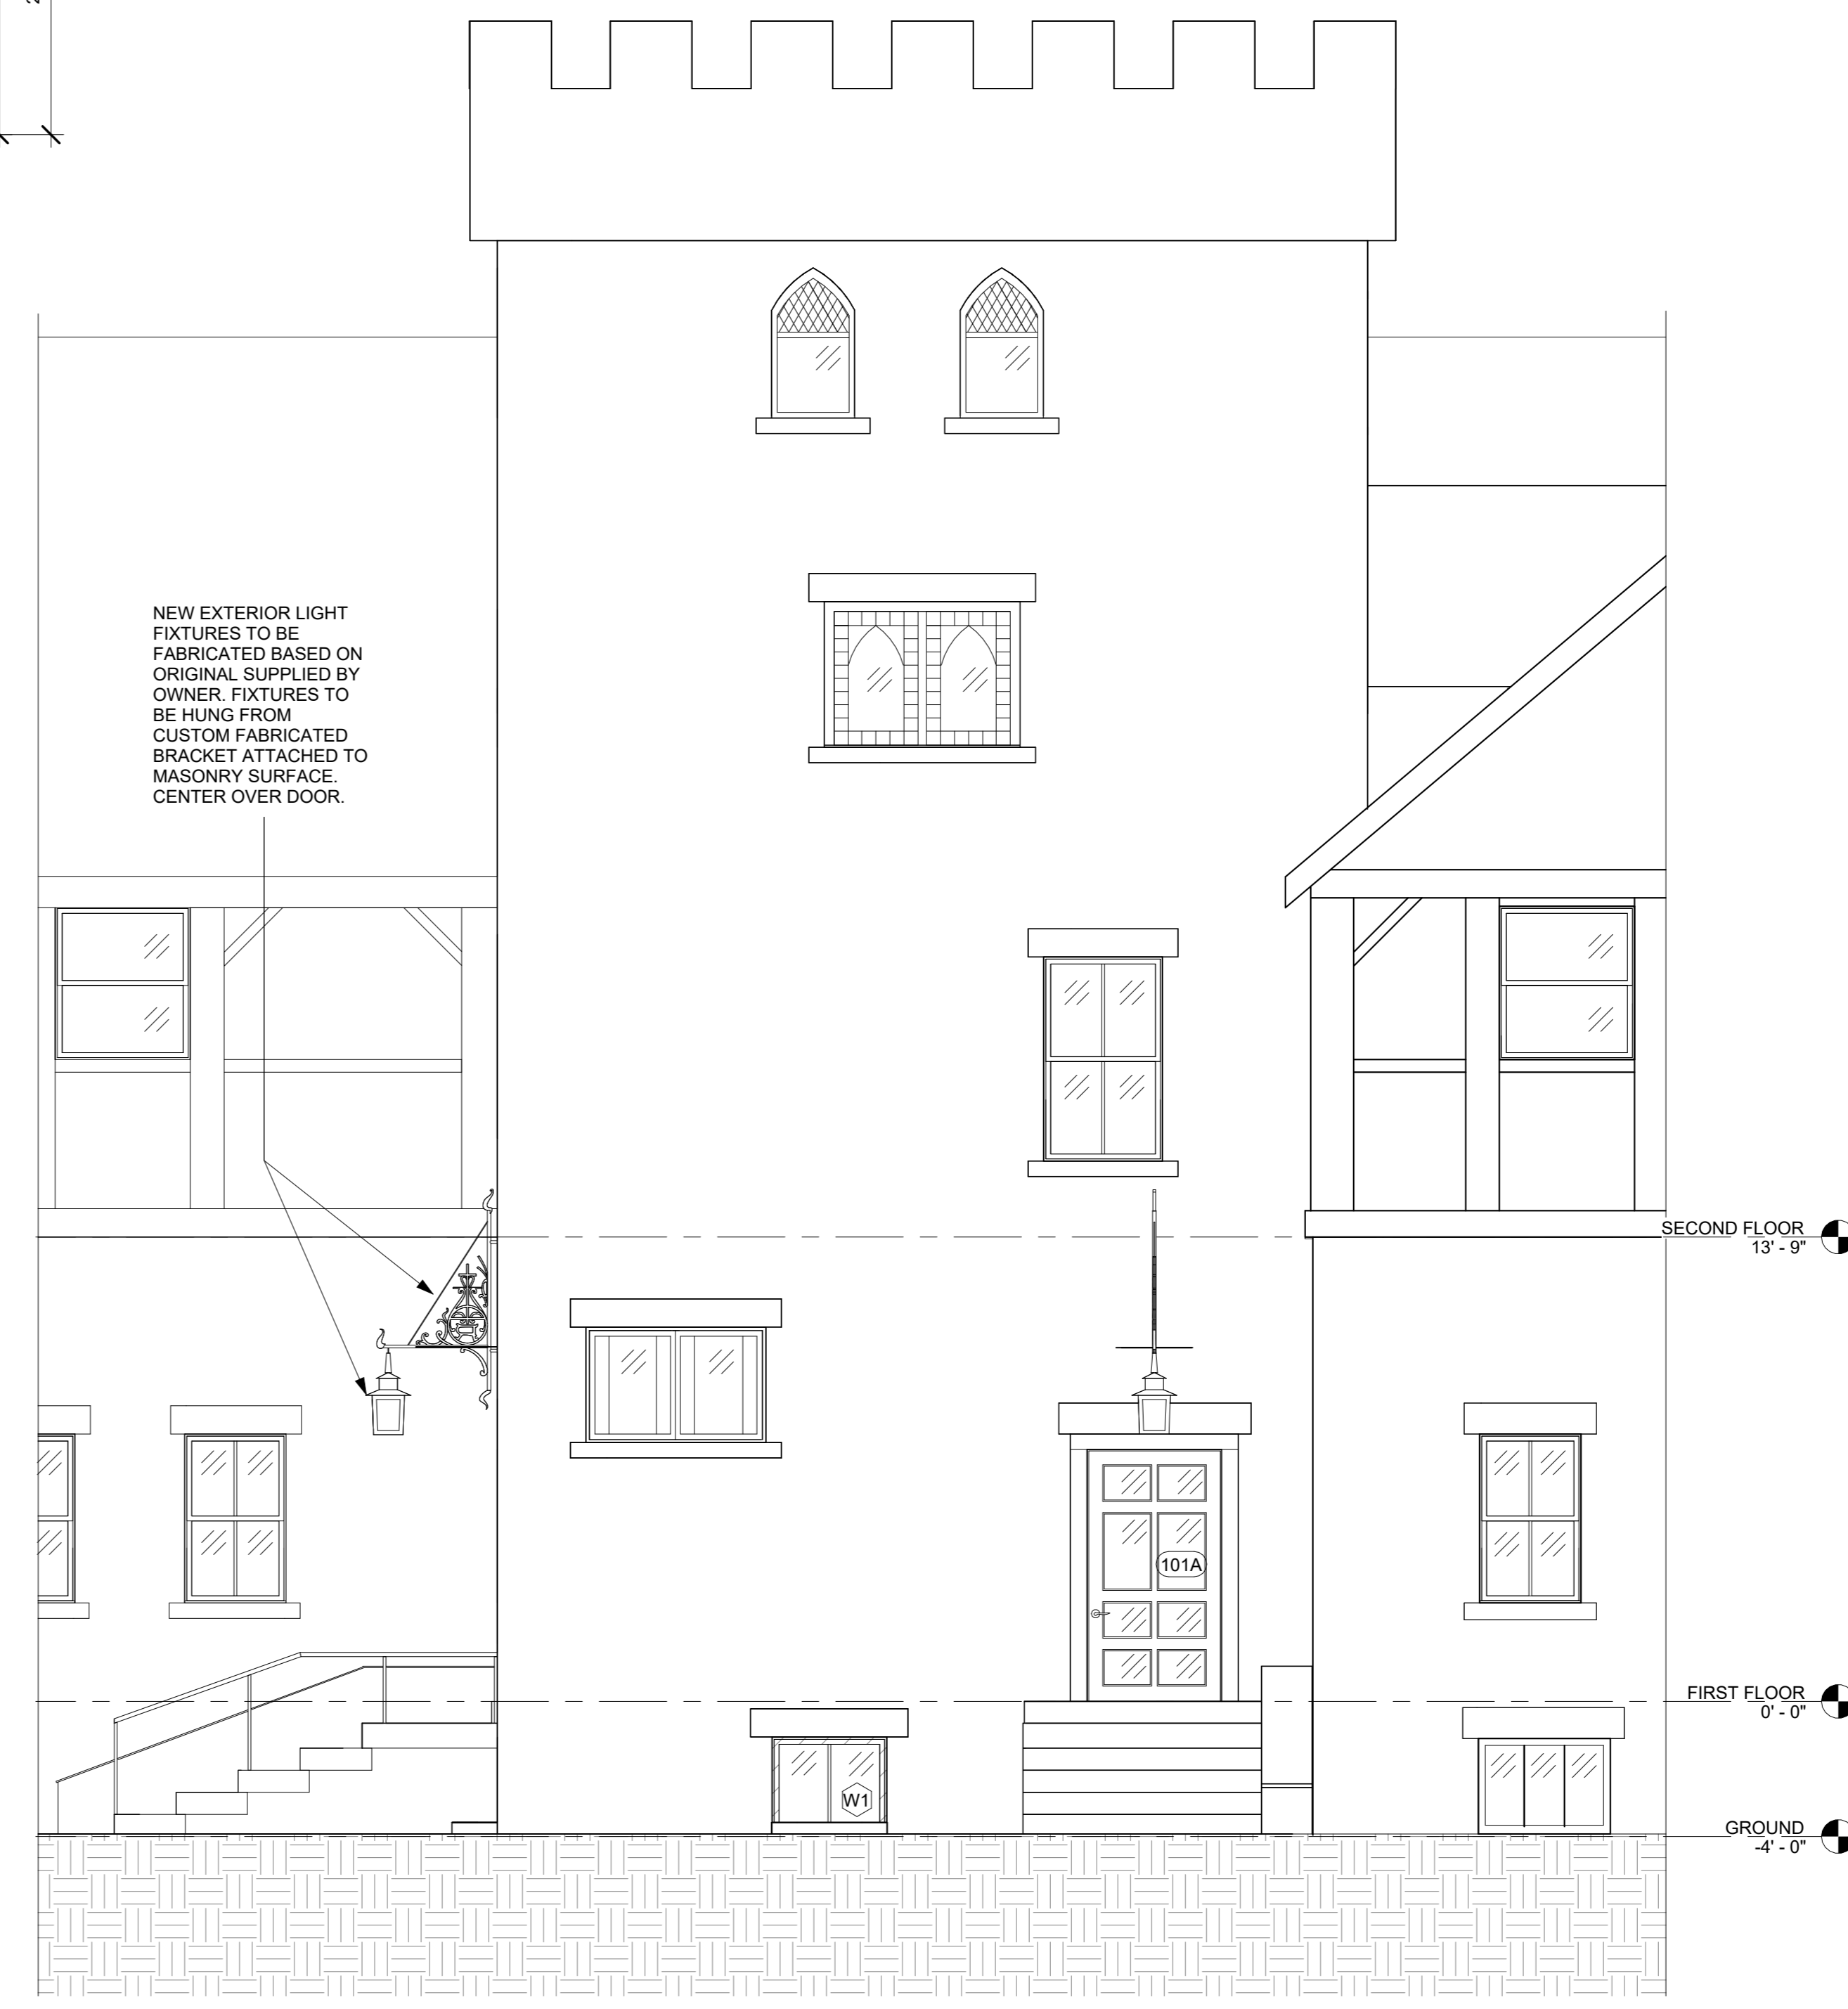 2
NEW EXTERIOR LIGHT
FIXTURES TO BE
FABRICATED BASED ON
ORIGINAL SUPPLIED BY
OWNER. FIXTURES TO
BE HUNG FROM
CUSTOM FABRICATED
BRACKET ATTACHED TO
MASONRY SURFACE.
CENTER OVER DOOR.
SECOND FLOOR
13' - 9"
101A
FIRST FLOOR
0' - 0"
W1
GROUND
-4' - 0"